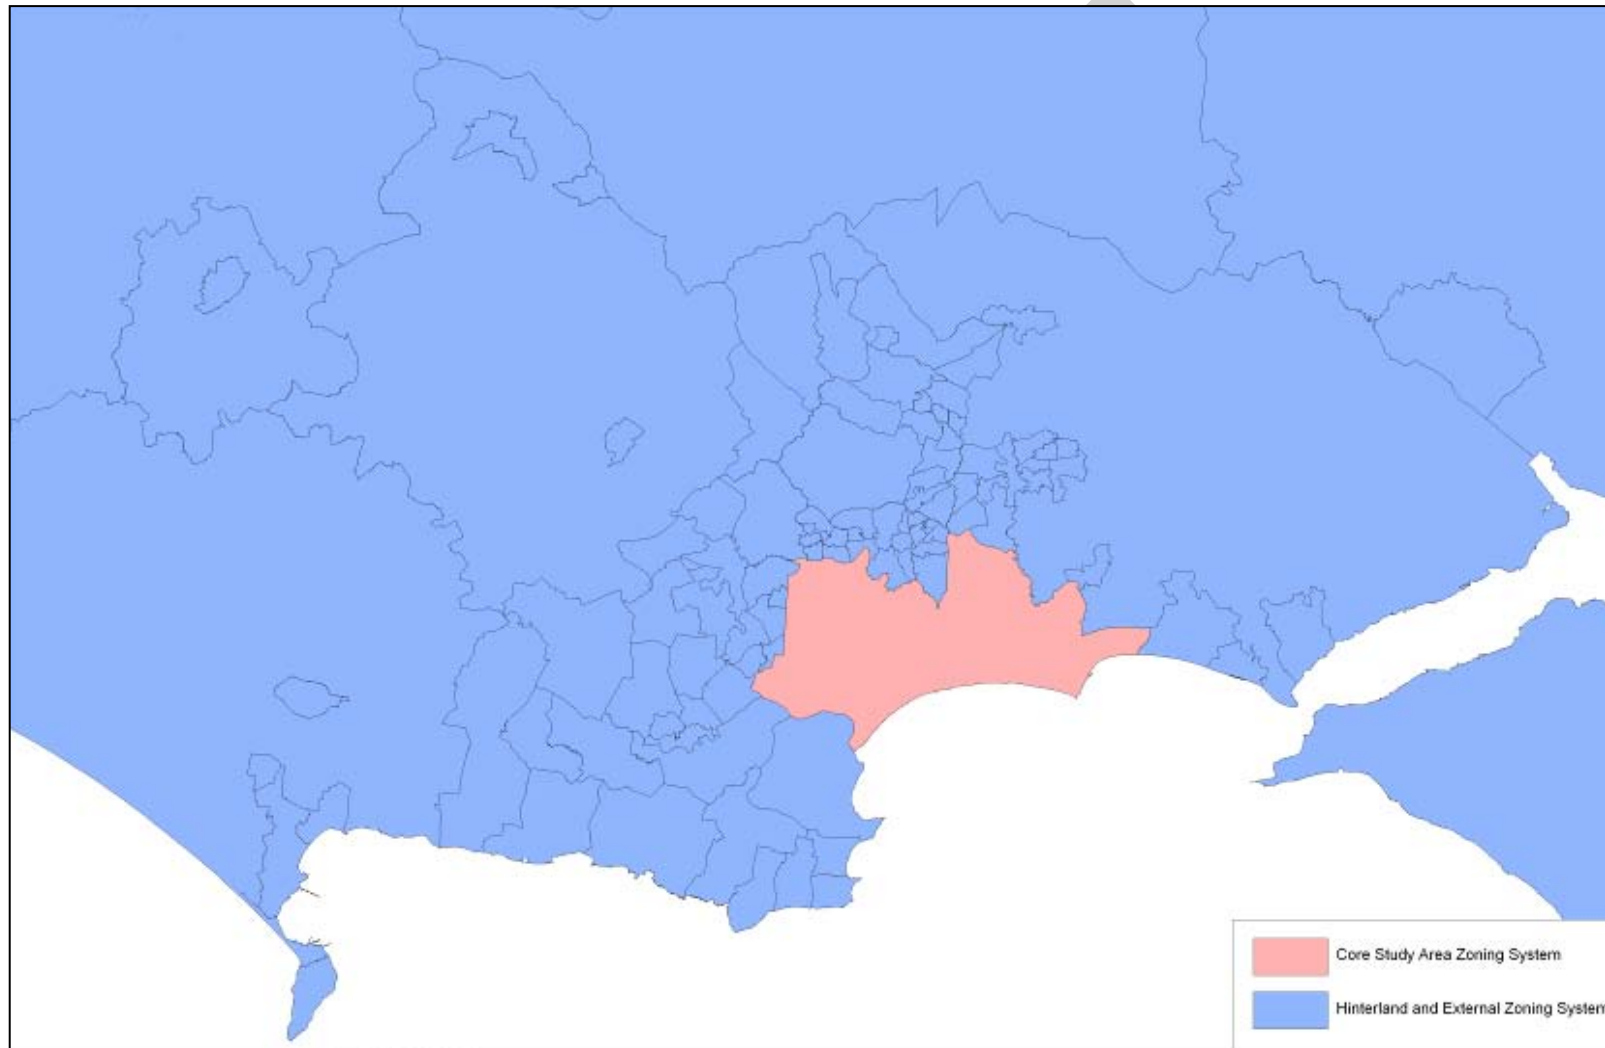 Core Study Area Zoning System
Hinterland and External Zoning System